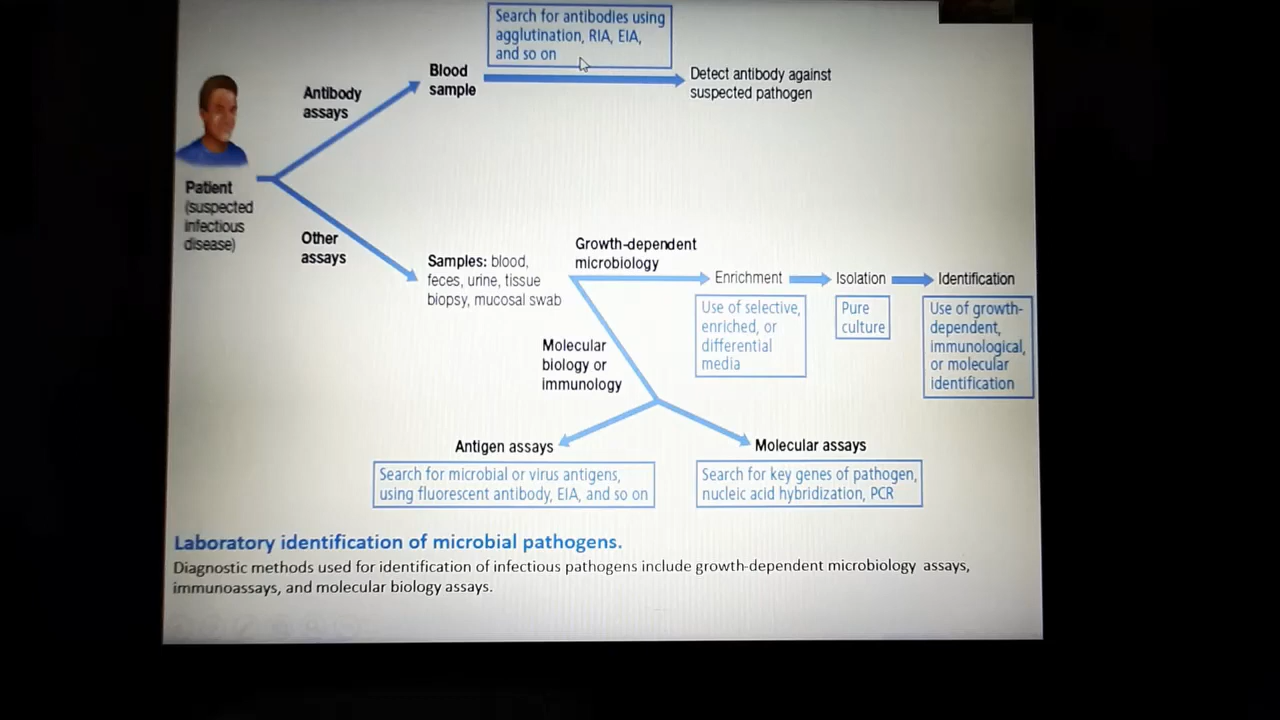 Search for antibodies using
agglutination, RIA, EIA,
and so on
Blood
sample
Detect antibody against
suspected pathogen
Antibody
assays
Patient
(suspected
infectious
disease)
Other
assays
Samples: blood,
feces, urine, tissue
biopsy, mucosal swab
Growth-dependent
microbiology
Enrichment
Isolation
Identification
Use of selective,
enriched, or
differential
media
Pure
culture
Use of growth-
dependent,
immunological,
or molecular
identification
Molecular
biology or
immunology
Antigen assays
Molecular assays
Search for microbial or virus antigens,
using fluorescent antibody, EIA, and so on
Search for key genes of pathogen,
nucleic acid hybridization, PCR
Laboratory identification of microbial pathogens.
Diagnostic methods used for identification of infectious pathogens include growth-dependent microbiology assays,
immunoassays, and molecular biology assays.